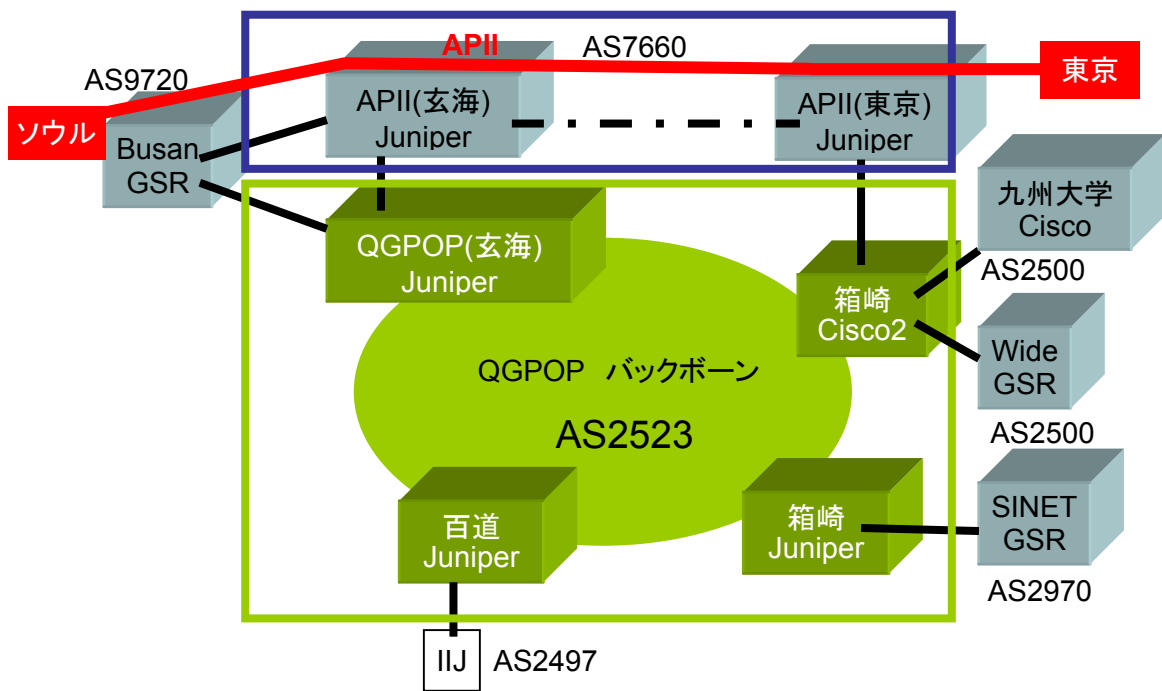 APII
AS7660
AS9720
東京
ソウル
APII(玄海)
Juniper
APII(東京)
Juniper
Busan
GSR
九州大学
Cisco
AS2500
QGPOP(玄海)
Juniper
箱崎
Cisco2
Wide
GSR
AS2500
QGPOP バックボーン
AS2523
百道
Juniper
箱崎
Juniper
SINET
GSR
AS2970
IIJ
AS2497